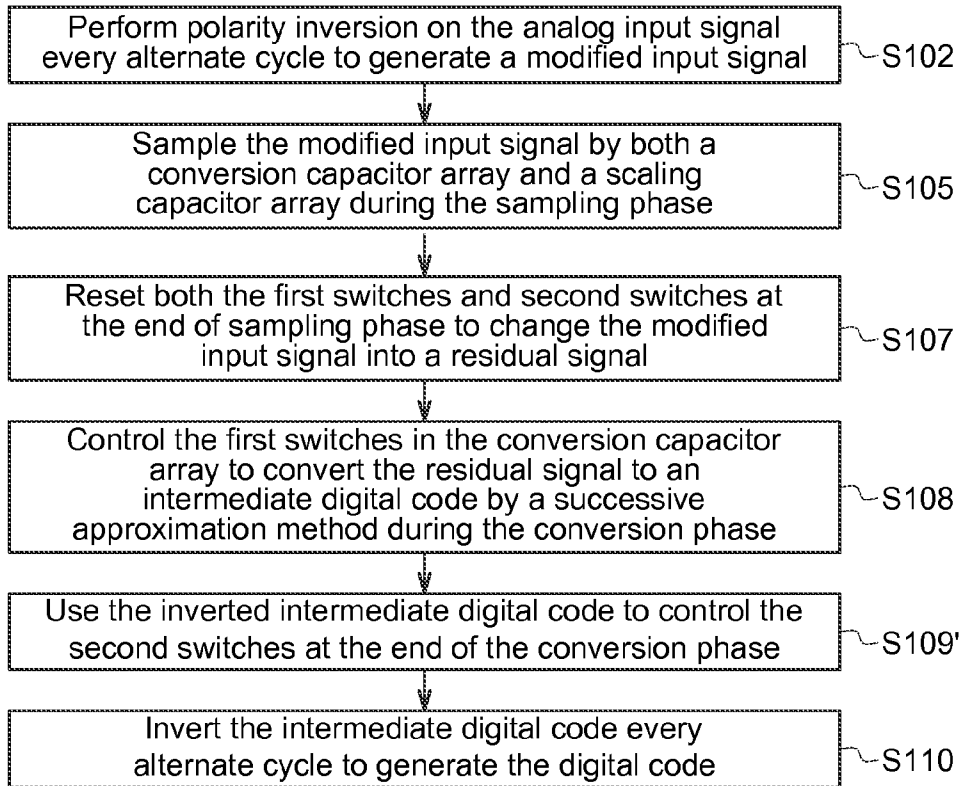 Perform polarity inversion on the analog input signal
every alternate cycle to generate a modified input signal
S102
Sample the modified input signal by both a
conversion capacitor array and a scaling
capacitor array during the sampling phase
S105
Reset both the first switches and second switches at
the end of sampling phase to change the modified
input signal into a residual signal
S107
Control the first switches in the conversion capacitor
array to convert the residual signal to an
intermediate digital code by a successive
approximation method during the conversion phase
S108
Use the inverted intermediate digital code to control the
second switches at the end of the conversion phase
S109'
Invert the intermediate digital code every
alternate cycle to generate the digital code
S110